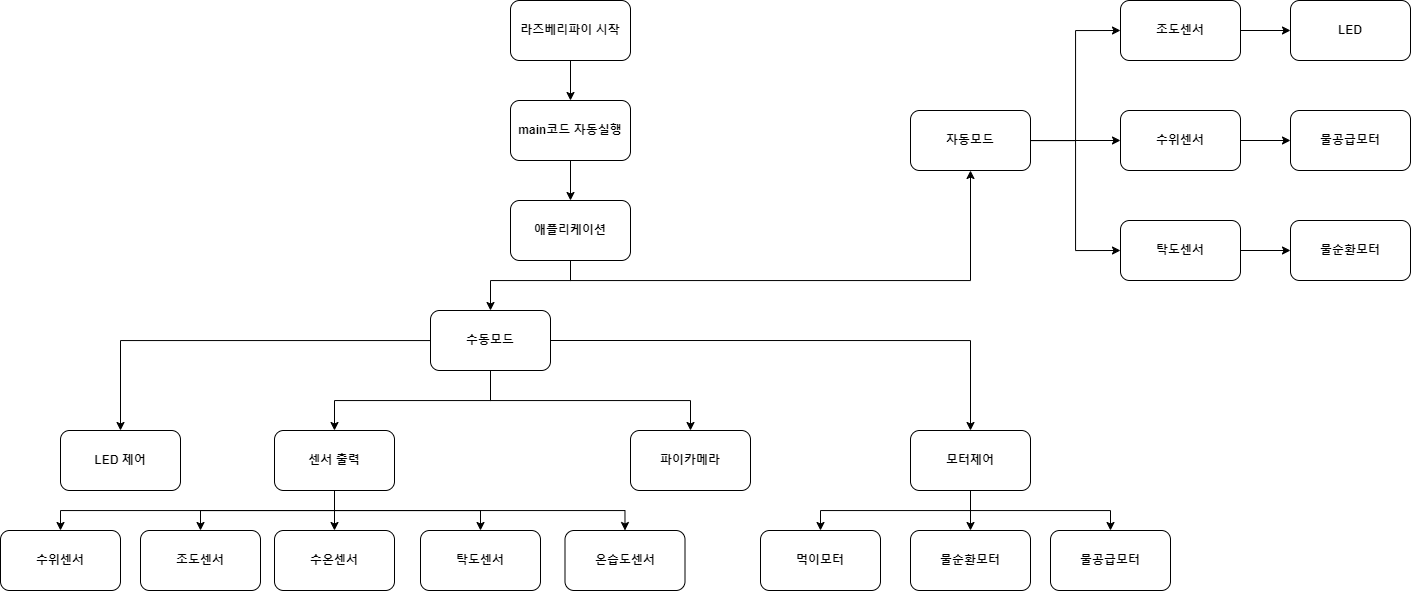 라즈베리파이 시작
조도센서
LED
main코드 자동실행
자동모드
수위센서
물공급모터
애플리케이션
탁도센서
물순환모터
수동모드
LED 제어
센서 출력
파이카메라
모터제어
수위센서
조도센서
수온센서
탁도센서
온습도센서
먹이모터
물순환모터
물공급모터